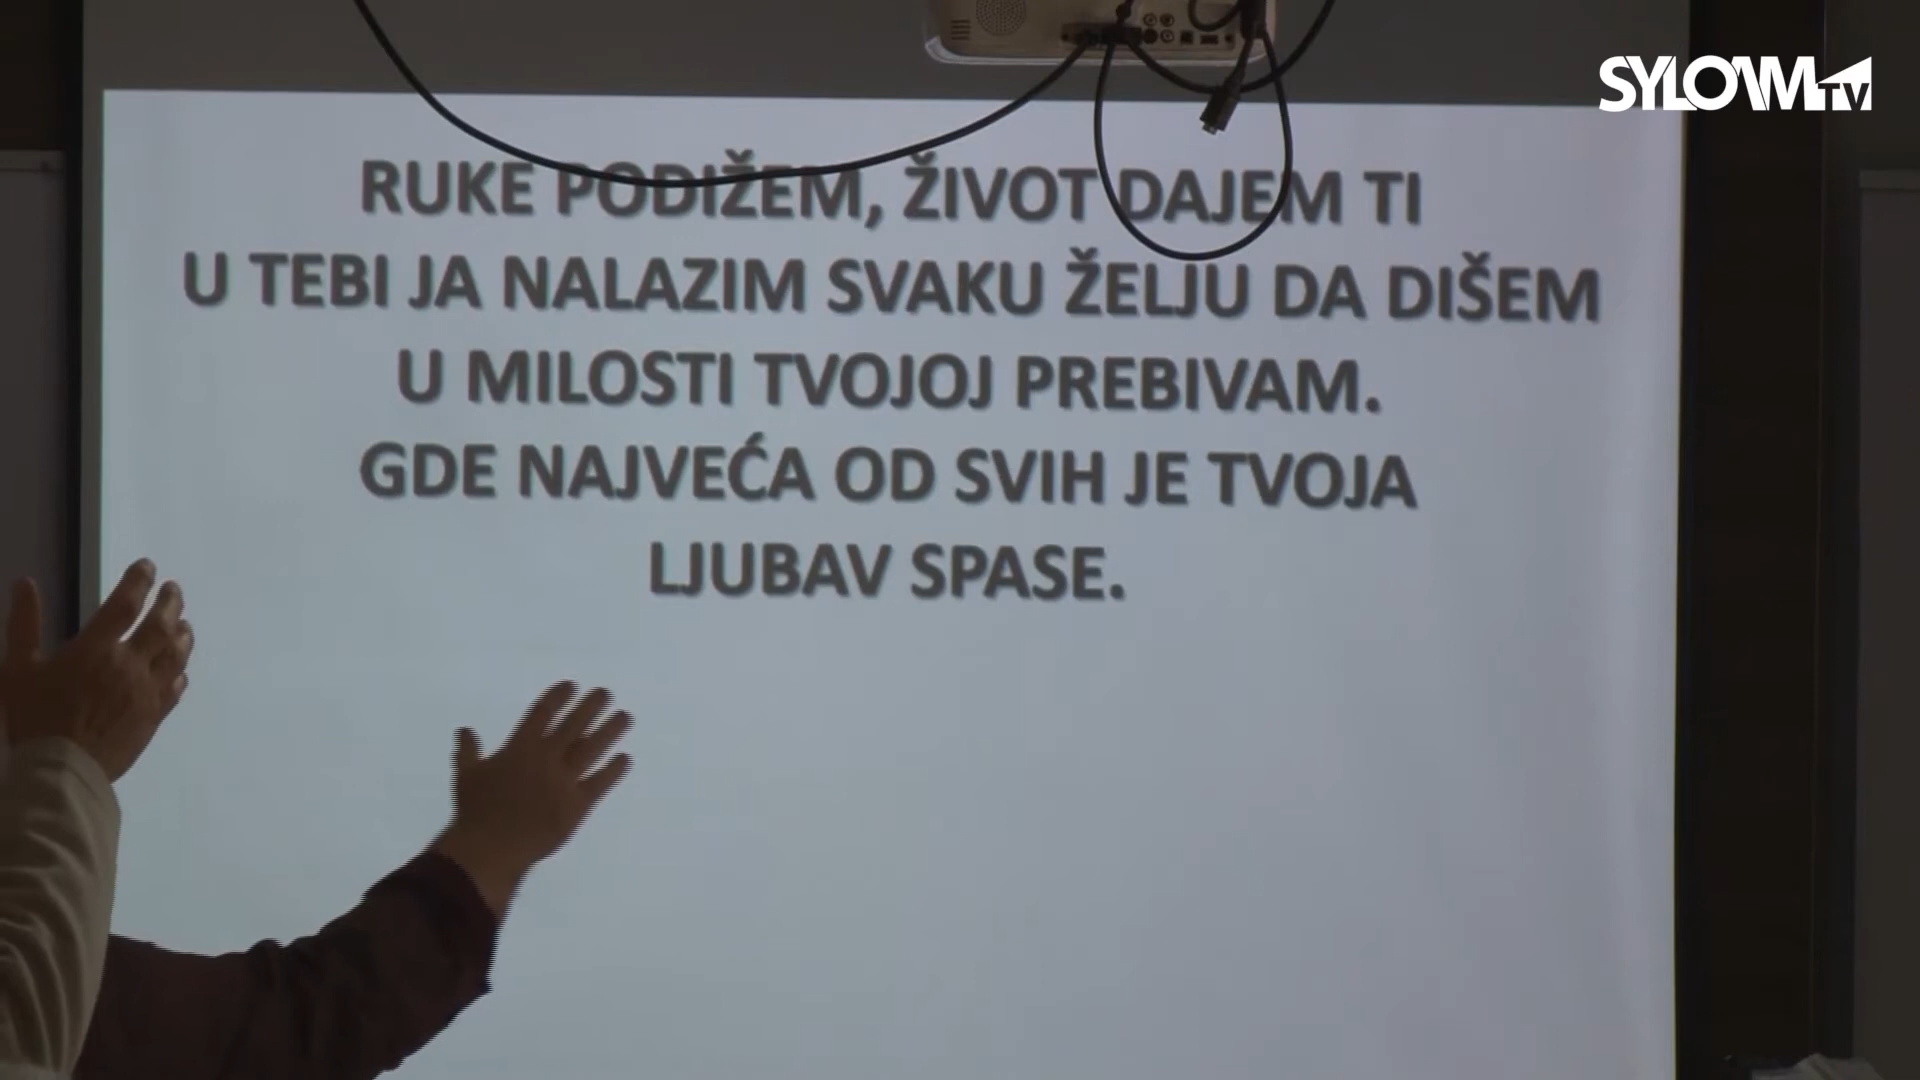 SYLOAM TV
RUKE PODIŽEM, ŽIVOT DAJEM TI
U TEBI JA NALAZIM SVAKU ŽELJU DA DIŠEM
U MILOSTI TVOJOJ PREBIVAM.
GDE NAJVEĆA OD SVIH JE TVOJA
LJUBAV SPASE.